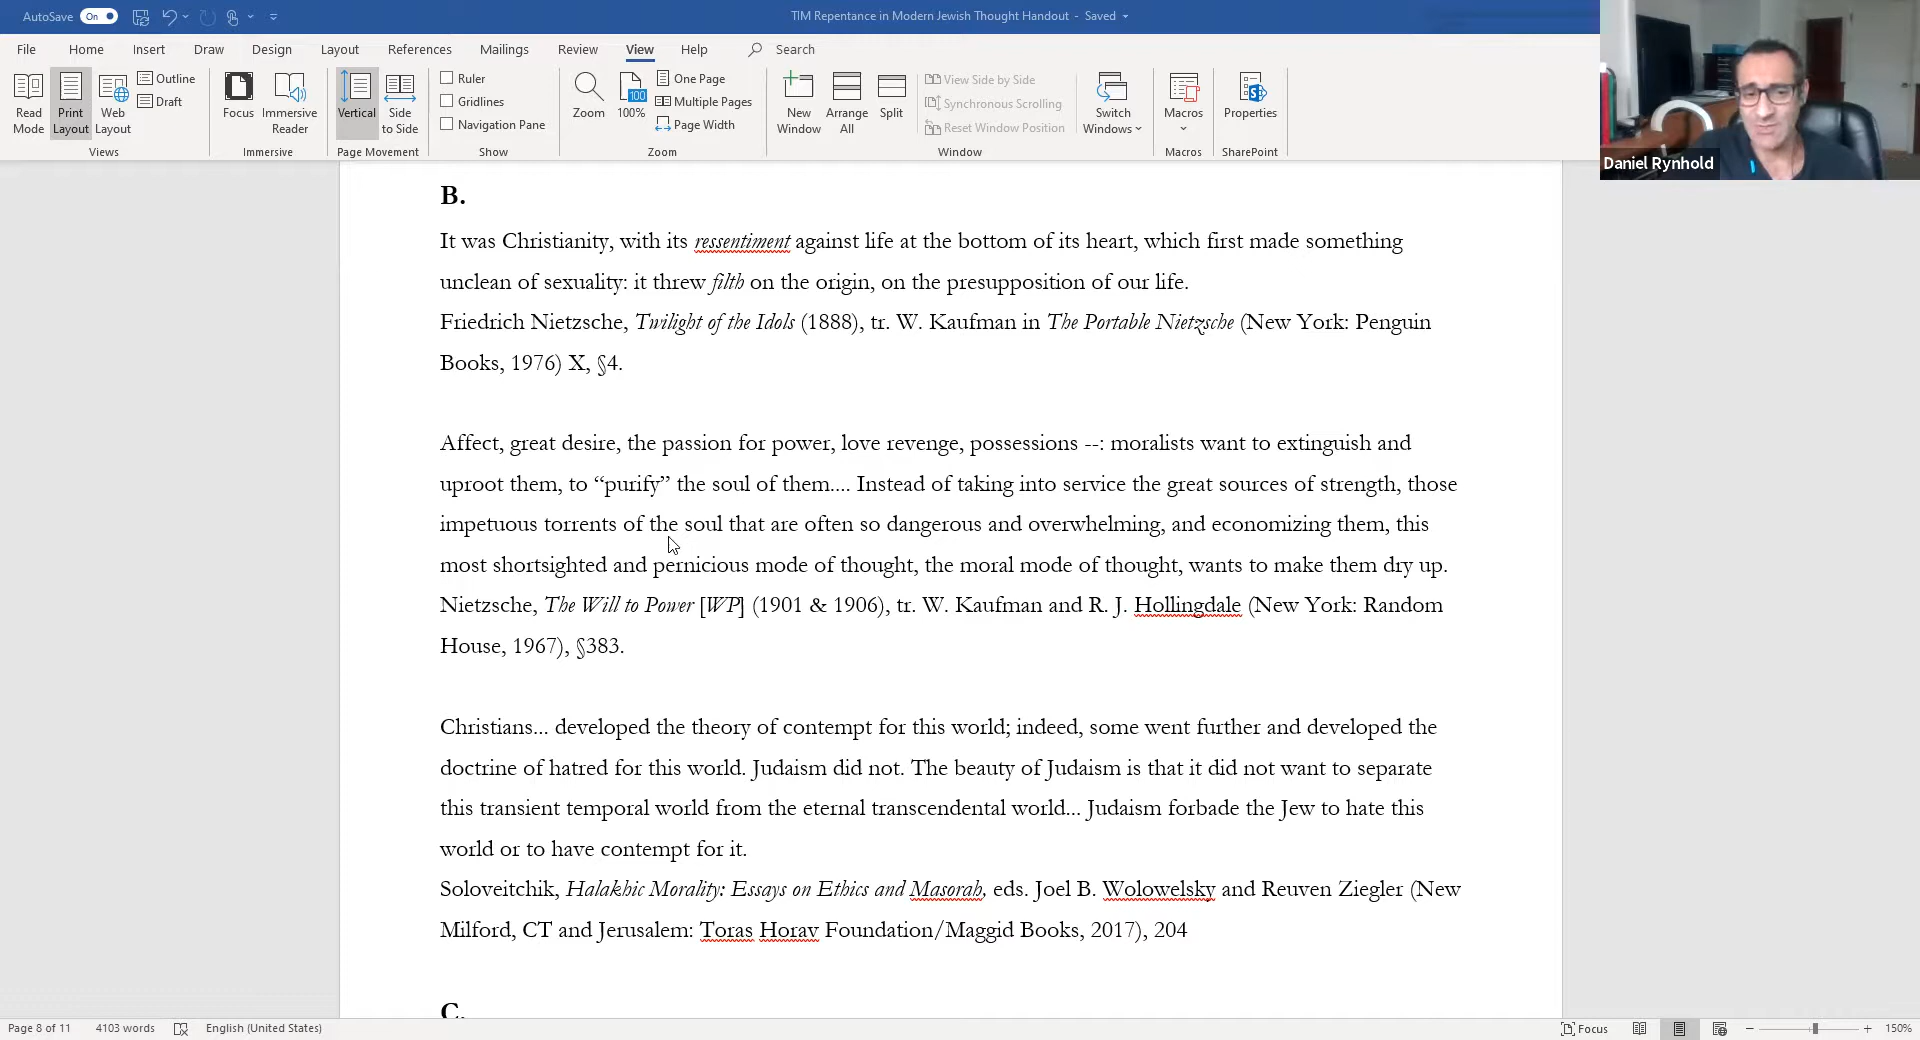 AutoSave On
TIM Repentance in Modern Jewish Thought Handout - Saved
File Home Insert Draw Design Layout References Mailings Review View Help Search
Read Mode
Print Layout
Web Layout
Outline
Draft
Views
Focus
Immersive Reader
Immersive
Vertical
Side to Side
Page Movement
Ruler
Gridlines
Navigation Pane
Show
Zoom
100
100%
One Page
Multiple Pages
Page Width
Zoom
New Window
Arrange All
Split
View Side by Side
Synchronous Scrolling
Reset Window Position
Switch Windows
Window
Macros
Macros
Properties
SharePoint
Daniel Rynhold
B.
It was Christianity, with its ressentiment against life at the bottom of its heart, which first made something
unclean of sexuality: it threw filth on the origin, on the presupposition of our life.
Friedrich Nietzsche, Twilight of the Idols (1888), tr. W. Kaufman in The Portable Nietzsche (New York: Penguin
Books, 1976) X, §4.
Affect, great desire, the passion for power, love revenge, possessions --: moralists want to extinguish and
uproot them, to “purify” the soul of them.... Instead of taking into service the great sources of strength, those
impetuous torrents of the soul that are often so dangerous and overwhelming, and economizing them, this
most shortsighted and pernicious mode of thought, the moral mode of thought, wants to make them dry up.
Nietzsche, The Will to Power [WP] (1901 & 1906), tr. W. Kaufman and R. J. Hollingdale (New York: Random
House, 1967), §383.
Christians... developed the theory of contempt for this world; indeed, some went further and developed the
doctrine of hatred for this world. Judaism did not. The beauty of Judaism is that it did not want to separate
this transient temporal world from the eternal transcendental world... Judaism forbade the Jew to hate this
world or to have contempt for it.
Soloveitchik, Halakhic Morality: Essays on Ethics and Masorah, eds. Joel B. Wolowelsky and Reuven Ziegler (New
Milford, CT and Jerusalem: Toras Horav Foundation/Maggid Books, 2017), 204
C.
Page 8 of 11 4103 words English (United States) Focus 150%